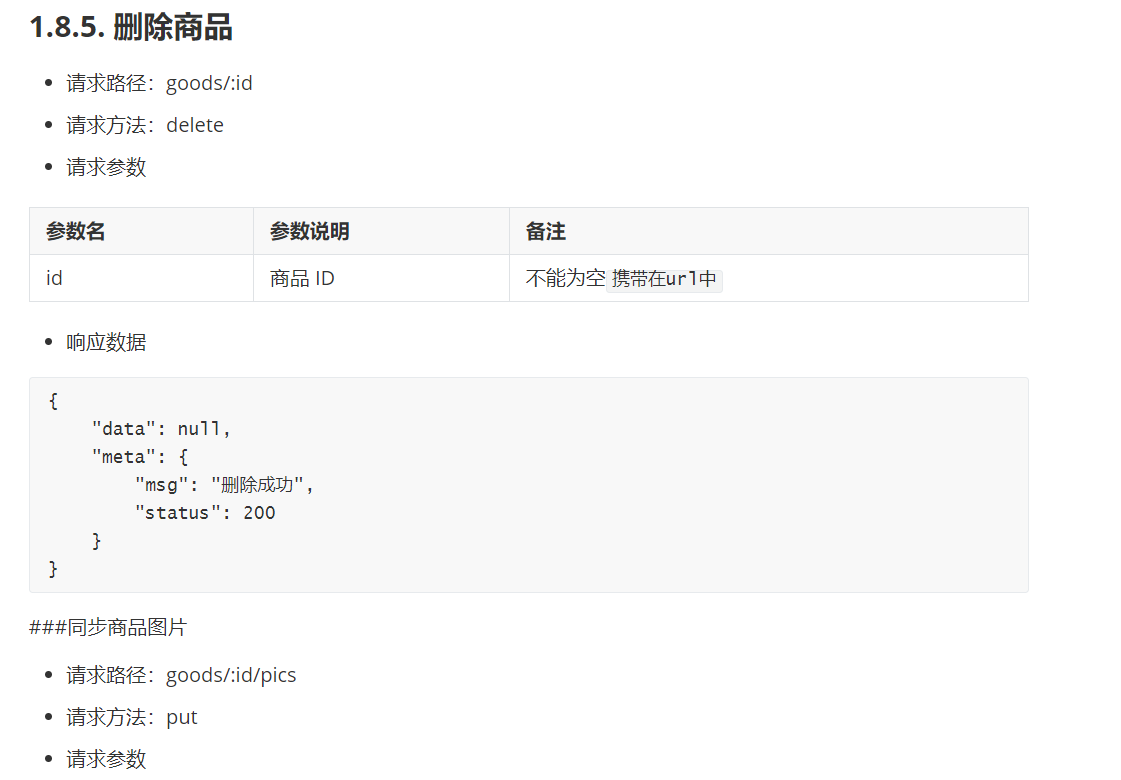 1.8.5. 删除商品
请求路径：goods/:id
请求方法：delete
请求参数
参数名 参数说明 备注
id 商品 ID 不能为空携带在url中
响应数据
{
    "data": null,
    "meta": {
        "msg": "删除成功",
        "status": 200
    }
}
###同步商品图片
请求路径：goods/:id/pics
请求方法：put
请求参数